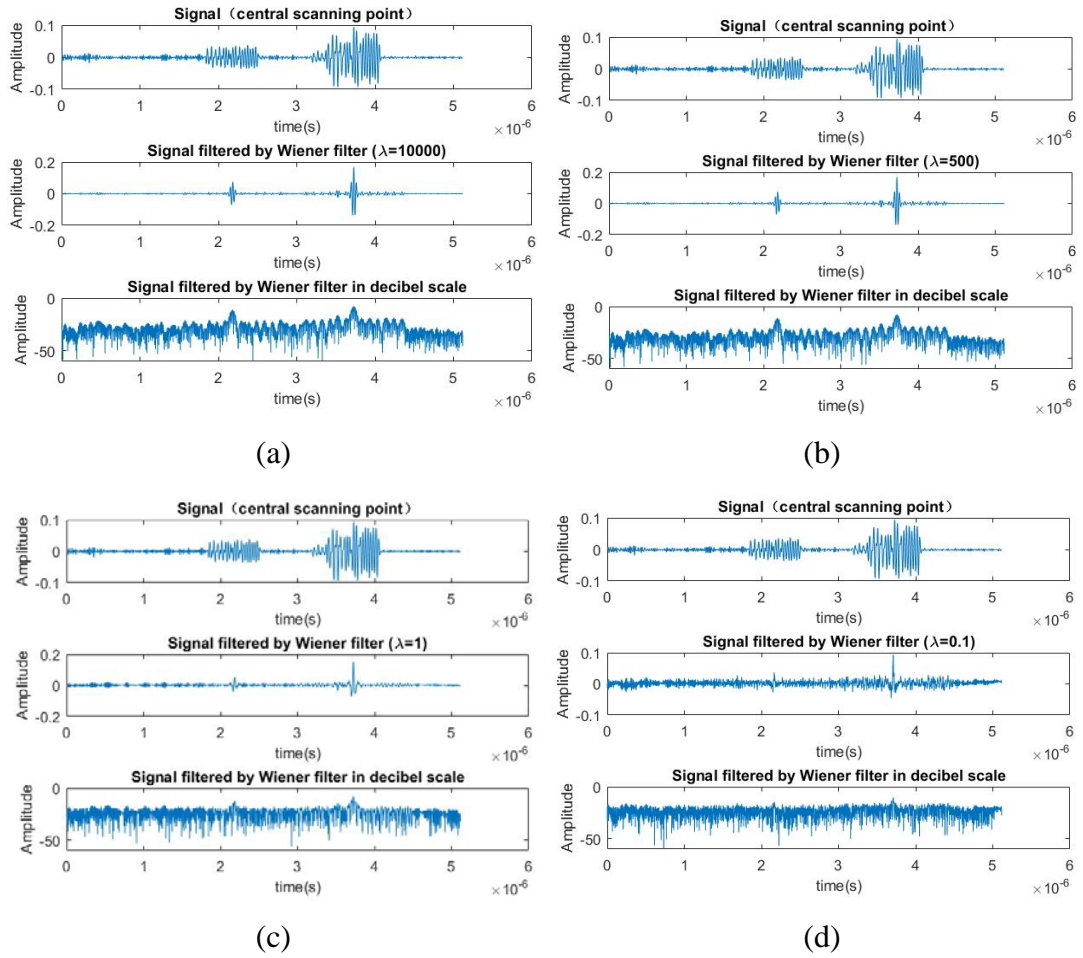 Signal（central scanning point）
Amplitude
0.1
0
-0.1
0 1 2 3 4 5 6
time(s)
×10⁻⁶
Signal filtered by Wiener filter (λ=10000)
Amplitude
0.2
0
-0.2
0 1 2 3 4 5 6
time(s)
×10⁻⁶
Signal filtered by Wiener filter in decibel scale
Amplitude
0
-50
0 1 2 3 4 5 6
time(s)
×10⁻⁶
(a)
Signal（central scanning point）
Amplitude
0.1
0
-0.1
0 1 2 3 4 5 6
time(s)
×10⁻⁶
Signal filtered by Wiener filter (λ=500)
Amplitude
0.2
0
-0.2
0 1 2 3 4 5 6
time(s)
×10⁻⁶
Signal filtered by Wiener filter in decibel scale
Amplitude
0
-50
0 1 2 3 4 5 6
time(s)
×10⁻⁶
(b)
Signal（central scanning point）
Amplitude
0.1
0
-0.1
0 1 2 3 4 5 6
time(s)
×10⁻⁶
Signal filtered by Wiener filter (λ=1)
Amplitude
0.2
0
-0.2
0 1 2 3 4 5 6
time(s)
×10⁻⁶
Signal filtered by Wiener filter in decibel scale
Amplitude
0
-50
0 1 2 3 4 5 6
time(s)
×10⁻⁶
(c)
Signal（central scanning point）
Amplitude
0.1
0
-0.1
0 1 2 3 4 5 6
time(s)
×10⁻⁶
Signal filtered by Wiener filter (λ=0.1)
Amplitude
0.1
0
-0.1
0 1 2 3 4 5 6
time(s)
×10⁻⁶
Signal filtered by Wiener filter in decibel scale
Amplitude
0
-50
0 1 2 3 4 5 6
time(s)
×10⁻⁶
(d)